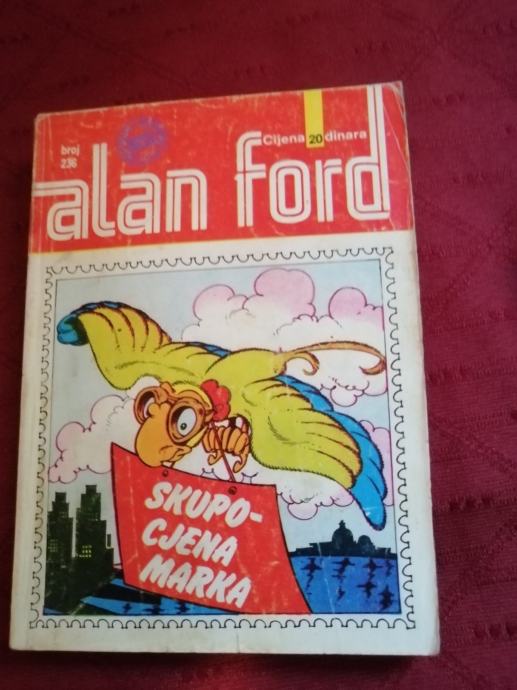 broj
236
Cijena 20 dinara
alan ford
SKUPO-
CJENA
MARKA